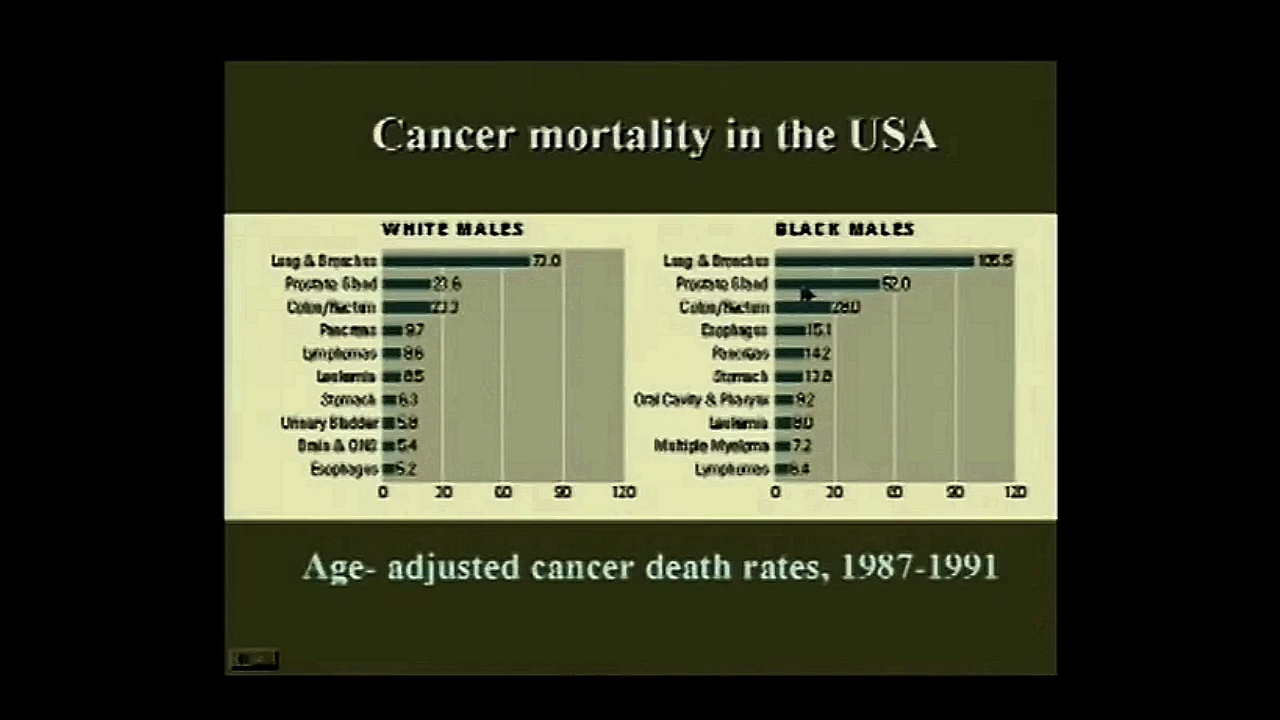 Cancer mortality in the USA
WHITE MALES
Lung & Bronchus 73.0
Prostate Gland 23.6
Colon/Rectum 23.3
Pancreas 9.7
Lymphomas 8.6
Leukemia 8.5
Stomach 6.3
Urinary Bladder 5.8
Brain & 5.4
Esophagus 5.2
0 30 60 90 120
BLACK MALES
Lung & Bronchus 105.5
Prostate Gland 52.0
Colon/Rectum 28.0
Esophagus 15.1
Pancreas 14.2
Stomach 13.8
Oral Cavity & Pharynx 9.2
Leukemia 8.0
Multiple Myeloma 7.2
Lymphomas
0 30 60 90 120
Age- adjusted cancer death rates, 1987-1991